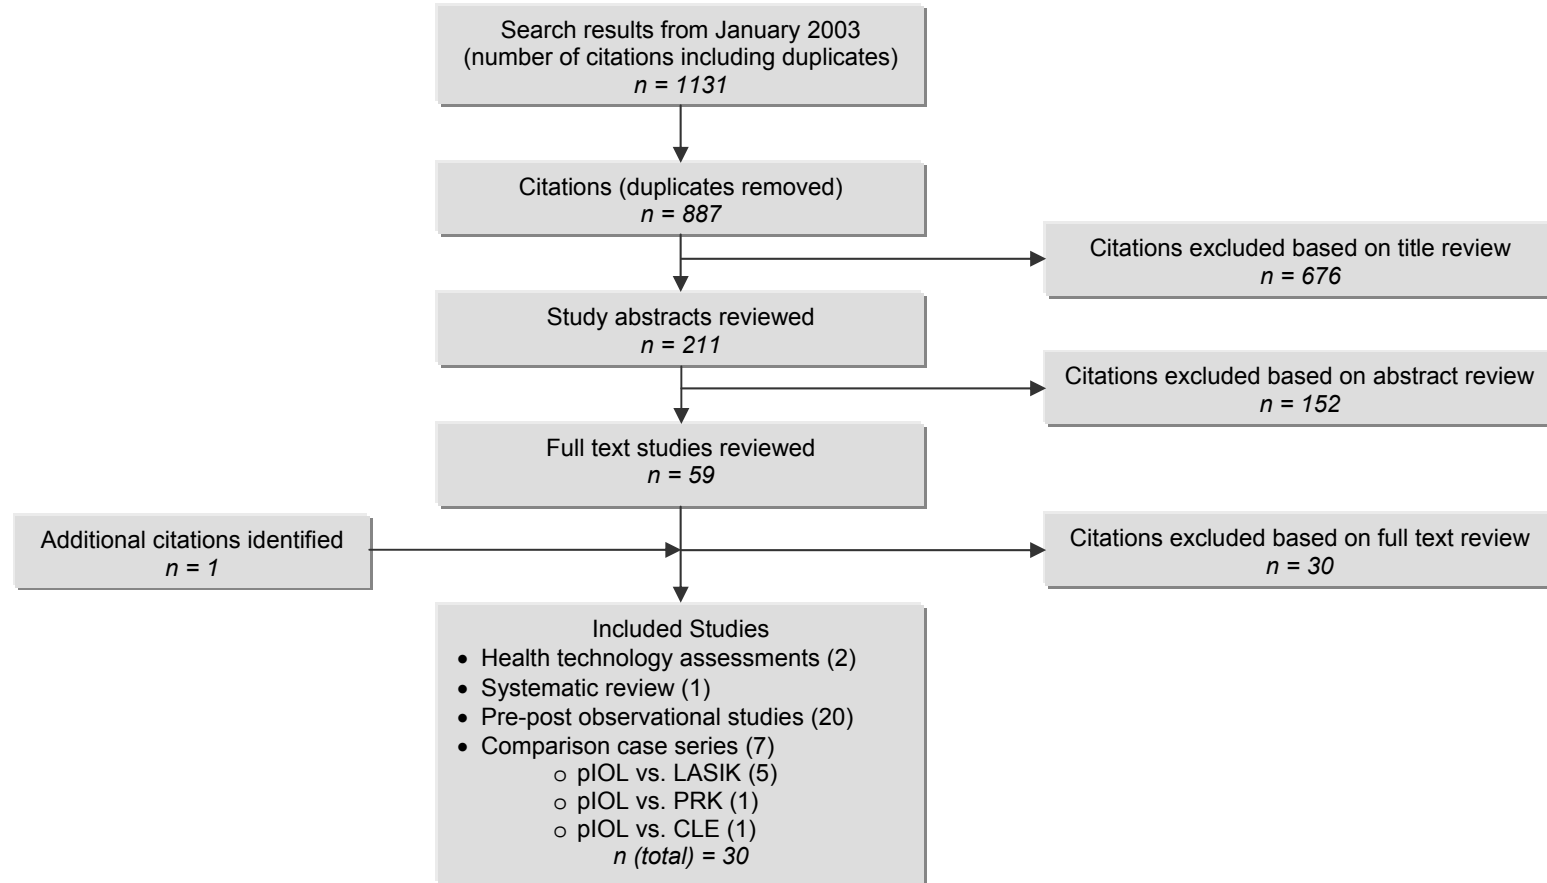 Search results from January 2003
(number of citations including duplicates)
n = 1131
Citations (duplicates removed)
n = 887
Citations excluded based on title review
n = 676
Study abstracts reviewed
n = 211
Citations excluded based on abstract review
n = 152
Full text studies reviewed
n = 59
Additional citations identified
n = 1
Citations excluded based on full text review
n = 30
Included Studies
• Health technology assessments (2)
• Systematic review (1)
• Pre-post observational studies (20)
• Comparison case series (7)
o pIOL vs. LASIK (5)
o pIOL vs. PRK (1)
o pIOL vs. CLE (1)
n (total) = 30